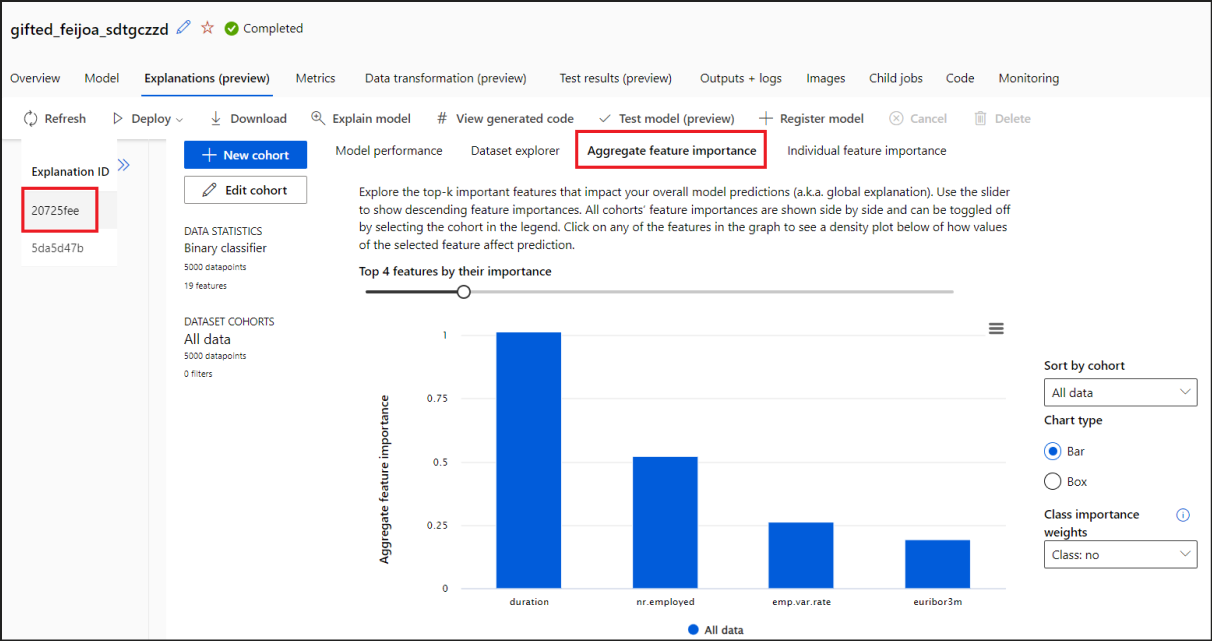 gifted_feijoa_sdtgczzd Completed
Overview Model Explanations (preview) Metrics Data transformation (preview) Test results (preview) Outputs + logs Images Child jobs Code Monitoring
Refresh Deploy Download Explain model # View generated code Test model (preview) Register model Cancel Delete
Explanation ID
20725fee
5da5d47b
New cohort
Edit cohort
DATA STATISTICS
Binary classifier
5000 datapoints
19 features
DATASET COHORTS
All data
5000 datapoints
0 filters
Model performance Dataset explorer Aggregate feature importance Individual feature importance
Explore the top-k important features that impact your overall model predictions (a.k.a. global explanation). Use the slider
to show descending feature importances. All cohorts' feature importances are shown side by side and can be toggled off
by selecting the cohort in the legend. Click on any of the features in the graph to see a density plot below of how values
of the selected feature affect prediction.
Top 4 features by their importance
Aggregate feature importance
1
0.75
0.5
0.25
0
duration nr.employed emp.var.rate euribor3m
All data
Sort by cohort
All data
Chart type
Bar
Box
Class importance
weights
Class: no